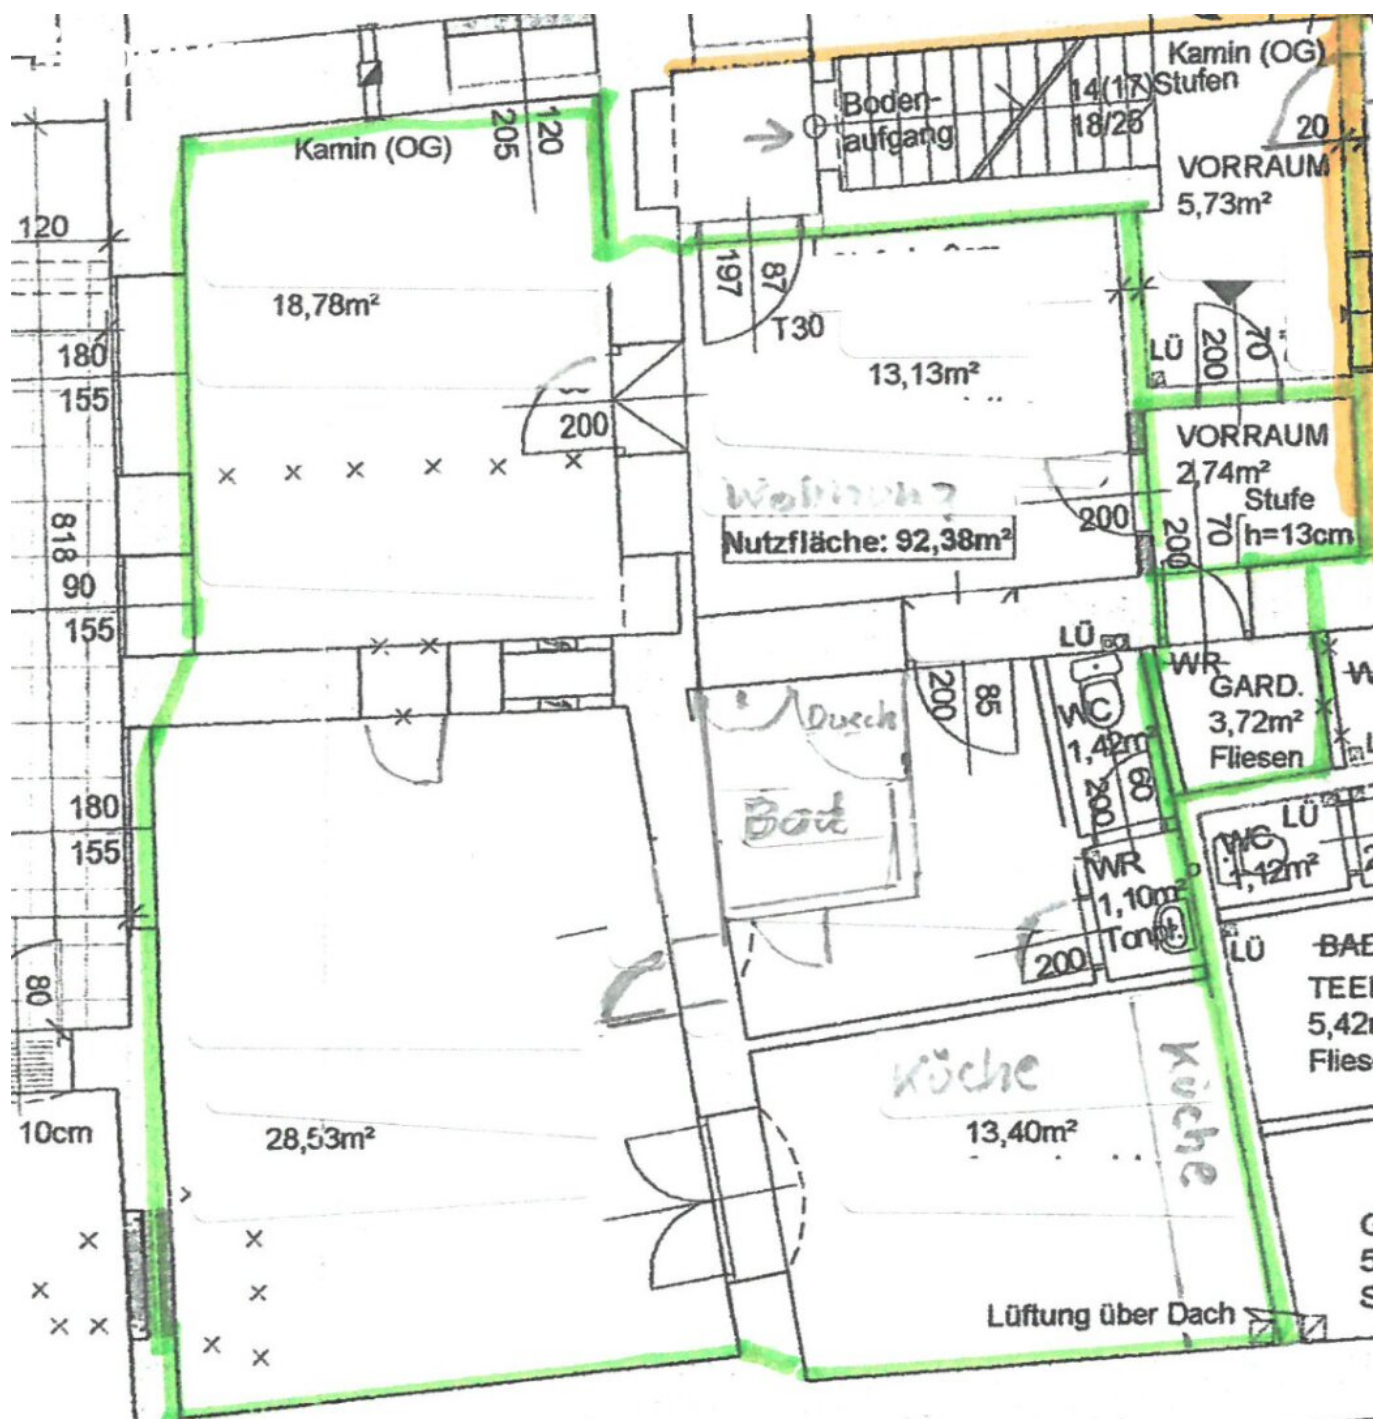 Kamin (OG)
205
120
Boden-
aufgang
14(17)Stufen
18/25
Kamin (OG)
20
VORRAUM
5,73m²
120
180
155
818
90
155
180
155
80
10cm
18,78m²
200
197
87
T30
13,13m²
LÜ
200
70
VORRAUM
2,74m²
Stufe
h=13cm
200
70
200
Wohnung
Nutzfläche: 92,38m²
LÜ
WR
GARD.
3,72m²
Fliesen
Dusch
Bad
200
85
WC
1,42m²
200
60
WR
1,10m²
200
LÜ
WC
1,12m²
LÜ
5,42
Küche
Küche
28,53m²
13,40m²
Lüftung über Dach